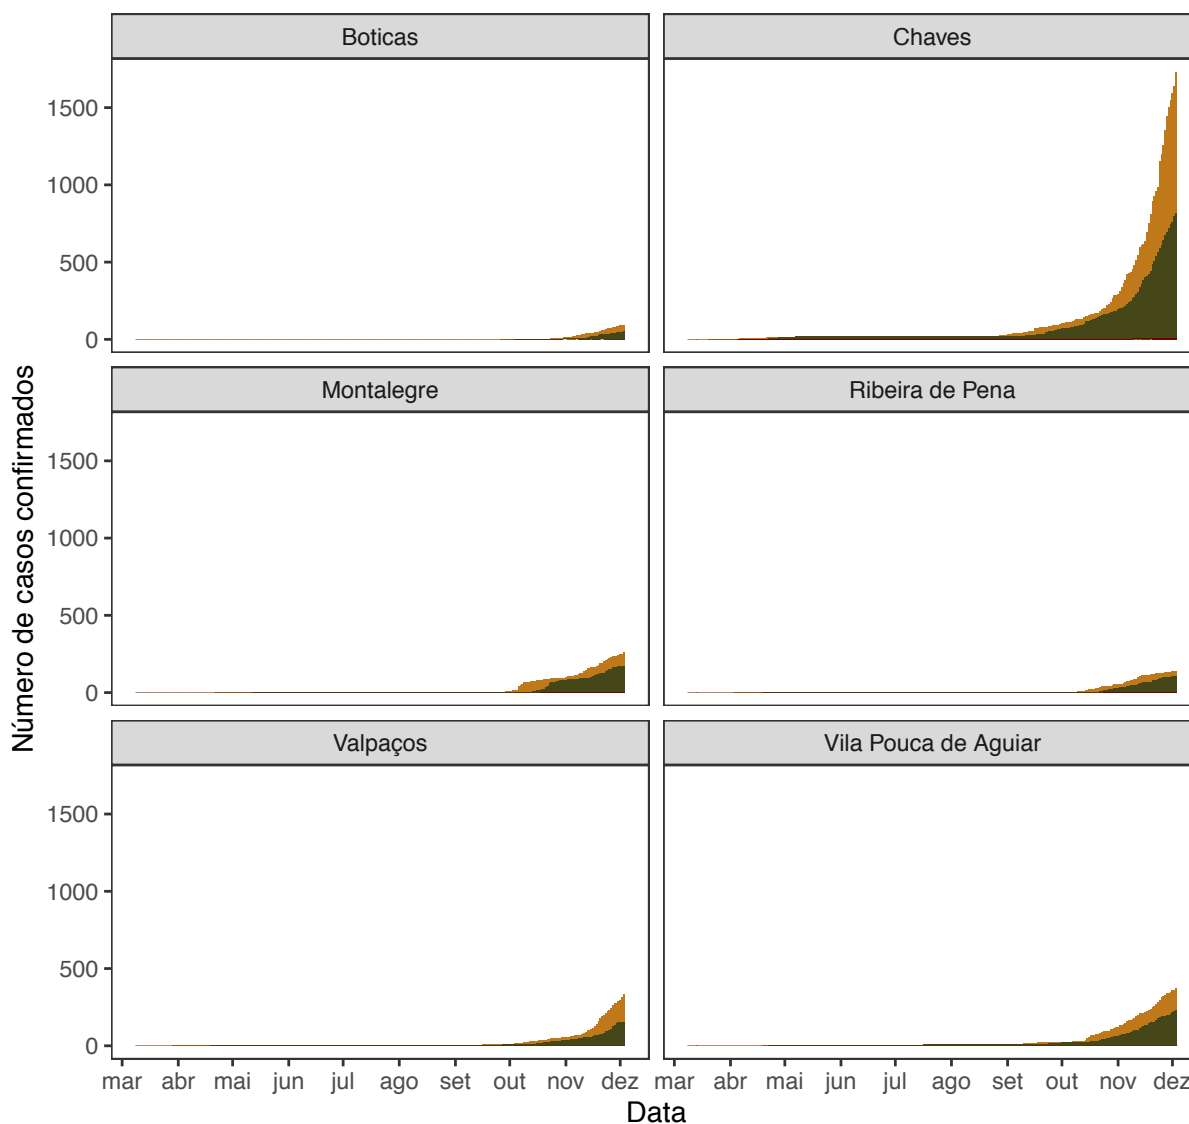 Boticas
Chaves
1500
1000
500
0
Montalegre
Ribeira de Pena
1500
1000
500
0
Valpaços
Vila Pouca de Aguiar
1500
1000
500
0
mar abr mai jun jul ago set out nov dez
mar abr mai jun jul ago set out nov dez
Data
Número de casos confirmados